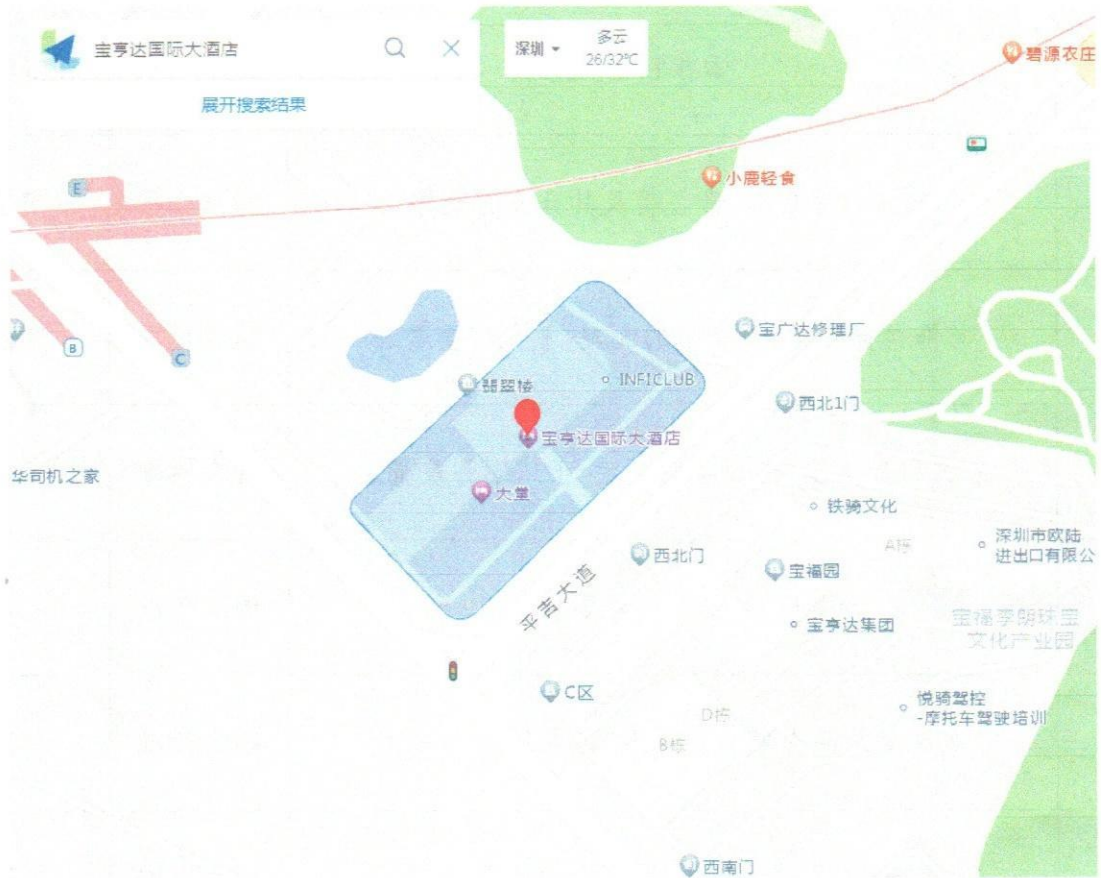 宝亨达国际大酒店
深圳
多云
26/32°C
展开搜索结果
碧源农庄
E
小鹿轻食
宝广达修理厂
B
C
翡翠楼
INFICLUB
西北1门
宝亨达国际大酒店
华司机之家
大堂
铁骑文化
A栋
深圳市欧陆
进出口有限公
西北门
宝福园
平吉大道
宝亨达集团
宝福李朗珠宝
文化产业园
C区
悦骑驾控
-摩托车驾驶培训
D栋
B栋
西南门